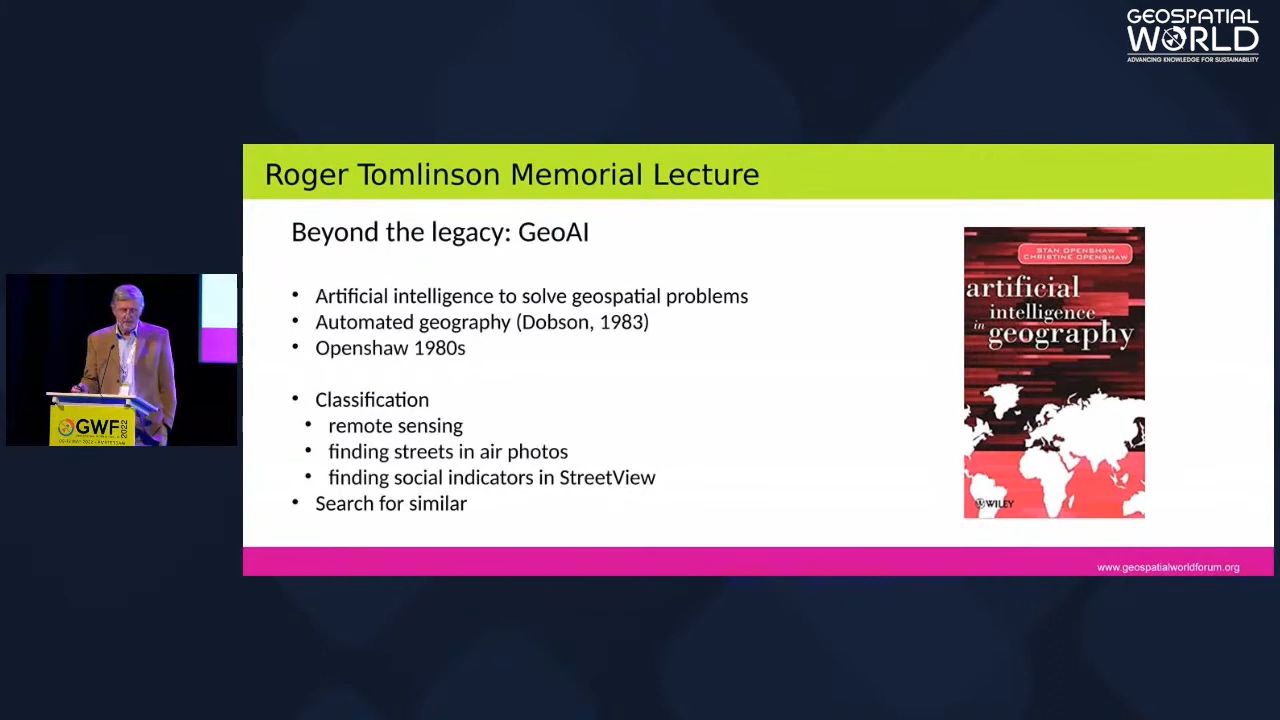 GEOSPATIAL
WORLD
ADVANCING KNOWLEDGE FOR SUSTAINABILITY
Roger Tomlinson Memorial Lecture
Beyond the legacy: GeoAI
• Artificial intelligence to solve geospatial problems
• Automated geography (Dobson, 1983)
• Openshaw 1980s
• Classification
• remote sensing
• finding streets in air photos
• finding social indicators in StreetView
• Search for similar
STAN OPENSHAW
CHRISTINE OPENSHAW
artificial
intelligence
in geography
WILEY
www.geospatialworldforum.org
GWF 2022